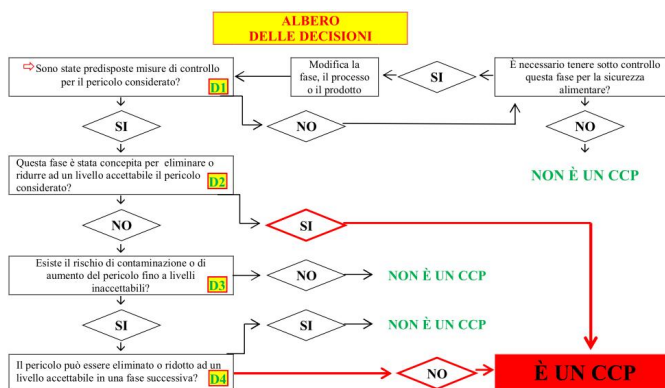 ALBERO
DELLE DECISIONI
⇨Sono state predisposte misure di controllo
per il pericolo considerato?
D1
Modifica la
fase, il processo
o il prodotto
SI
È necessario tenere sotto controllo
questa fase per la sicurezza
alimentare?
SI
NO
NO
NON È UN CCP
Questa fase è stata concepita per eliminare o
ridurre ad un livello accettabile il pericolo
considerato?
D2
NO
SI
Esiste il rischio di contaminazione o di
aumento del pericolo fino a livelli
inaccettabili?
D3
NO
NON È UN CCP
SI
SI
NON È UN CCP
Il pericolo può essere eliminato o ridotto ad un
livello accettabile in una fase successiva?
D4
NO
È UN CCP